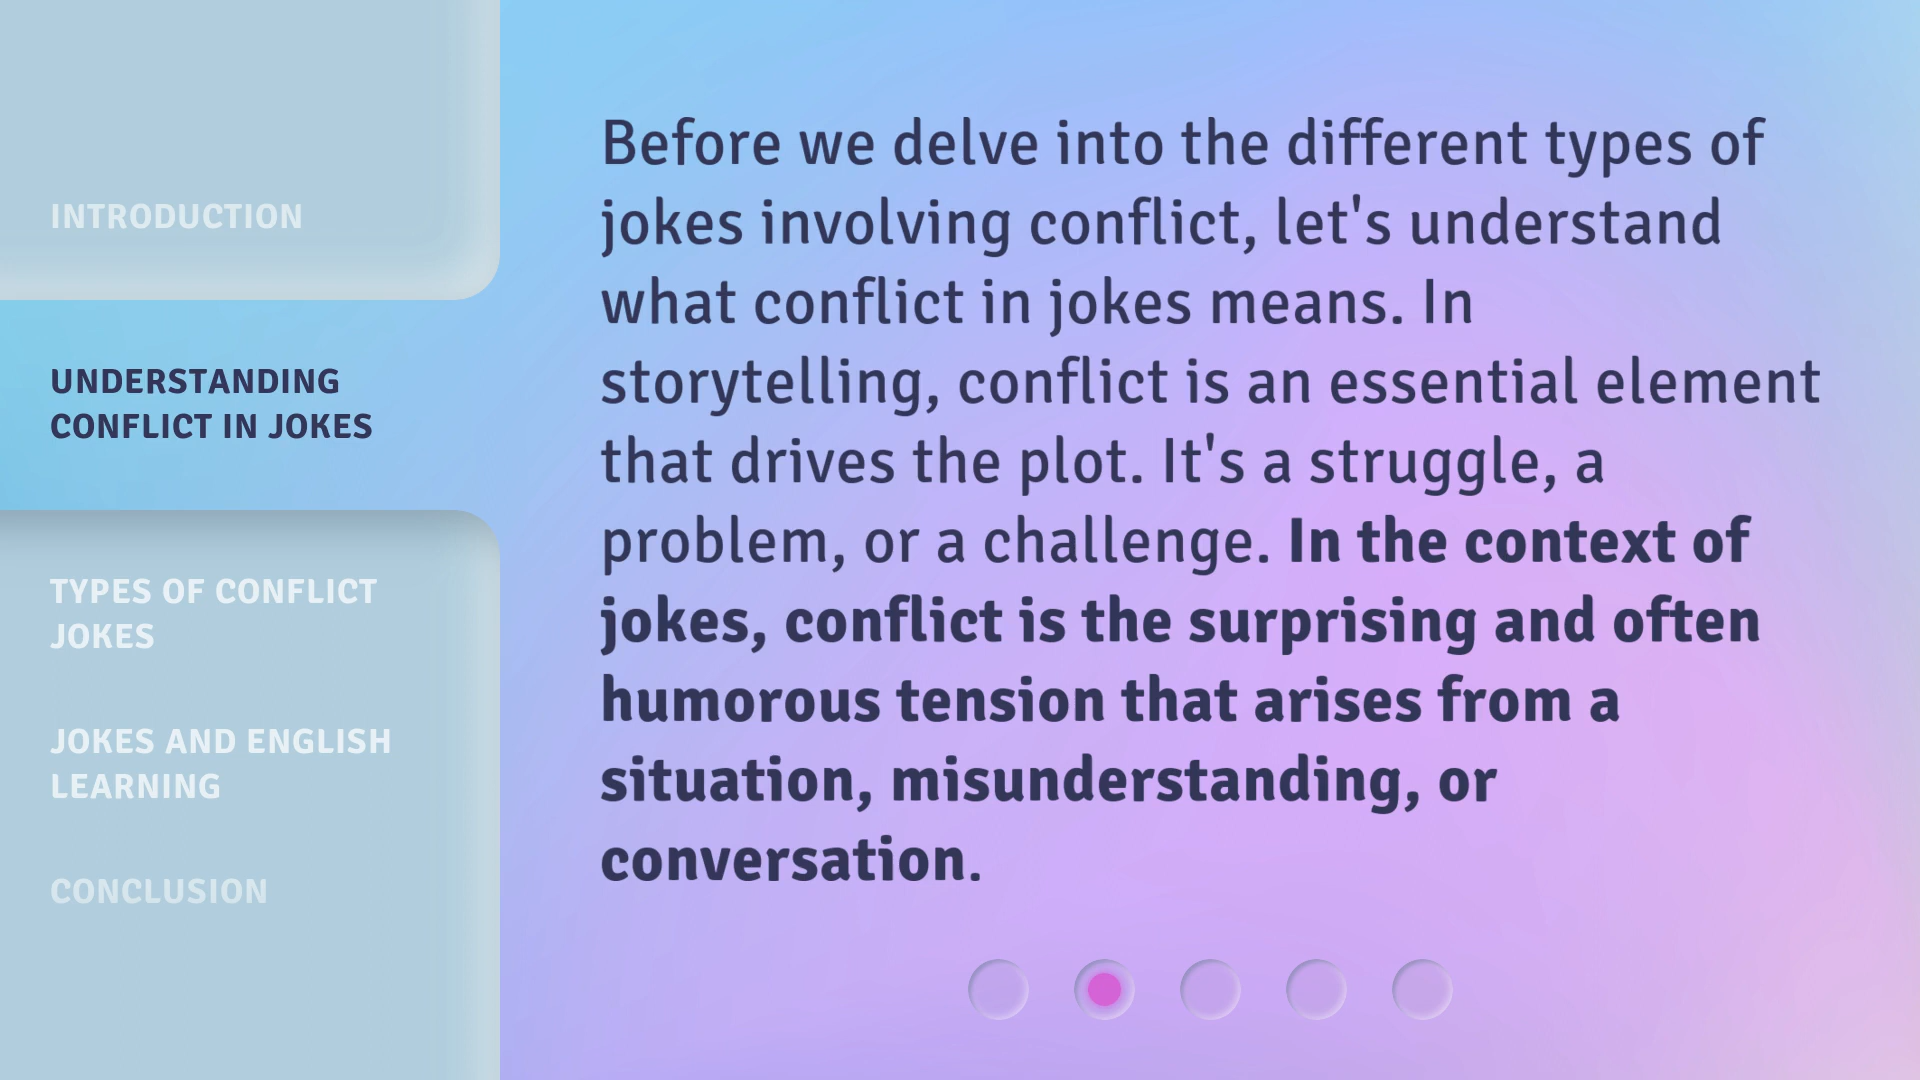 INTRODUCTION
UNDERSTANDING
CONFLICT IN JOKES
TYPES OF CONFLICT
JOKES
JOKES AND ENGLISH
LEARNING
CONCLUSION
Before we delve into the different types of
jokes involving conflict, let's understand
what conflict in jokes means. In
storytelling, conflict is an essential element
that drives the plot. It's a struggle, a
problem, or a challenge. In the context of
jokes, conflict is the surprising and often
humorous tension that arises from a
situation, misunderstanding, or
conversation.